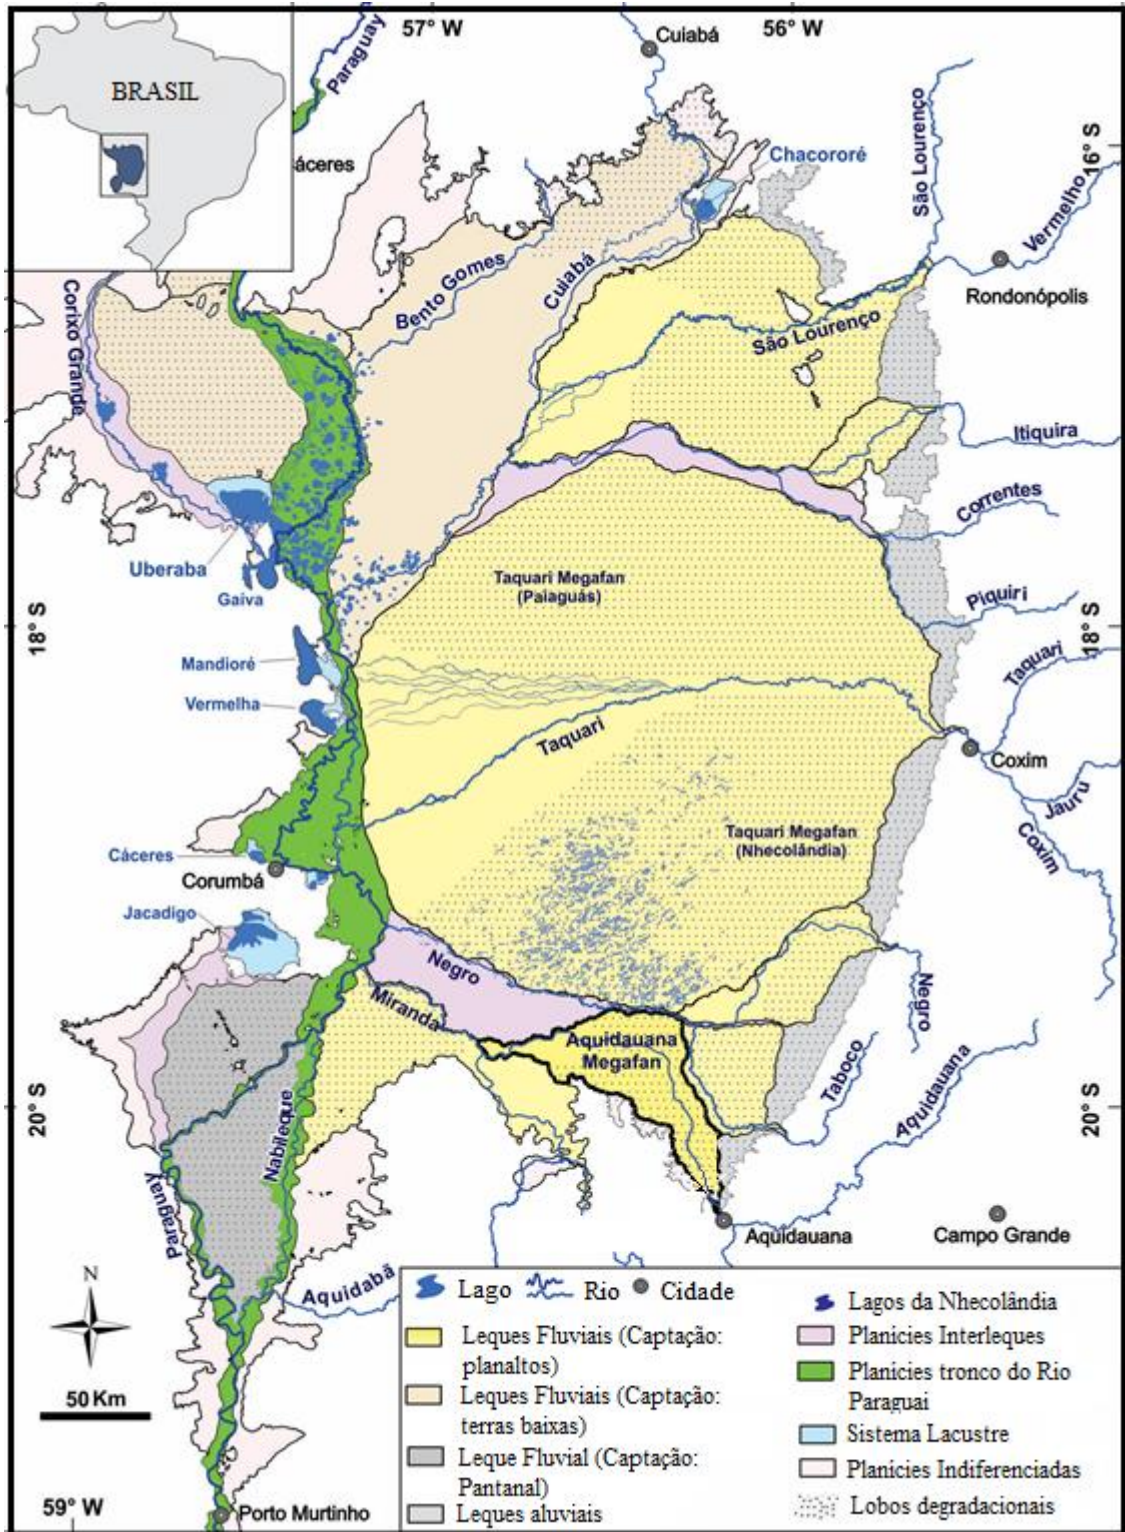 57° W
56° W
Cuiabá
Paraguay
BRASIL
áceres
16° S
Chacororé
São Lourenço
Vermelho
Rondonópolis
Corixo Grande
Bento Gomes
Cuiabá
São Lourenço
Itiquira
Correntes
Uberaba
Gaiva
Taquari Megafan
(Paiaguás)
Piquiri
18° S
18° S
Taquari
Mandioré
Vermelha
Taquari
Coxim
Jauru
Coxim
Taquari Megafan
(Nhecolândia)
Cáceres
Corumbá
Jacadigo
Negro
Negro
Miranda
Aquidauana
Megafan
Taboco
Aquidauana
20° S
20° S
Nabileque
Paraguay
Aquidauana
Campo Grande
Aquidabã
N
50 Km
59° W
Porto Murtinho
Lago
Rio
Cidade
Leques Fluviais (Captação:
planaltos)
Leques Fluviais (Captação:
terras baixas)
Leque Fluvial (Captação:
Pantanal)
Leques aluviais
Lagos da Nhecolândia
Planicies Interleques
Planicies tronco do Rio
Paraguai
Sistema Lacustre
Planicies Indiferenciadas
Lobos degradacionais